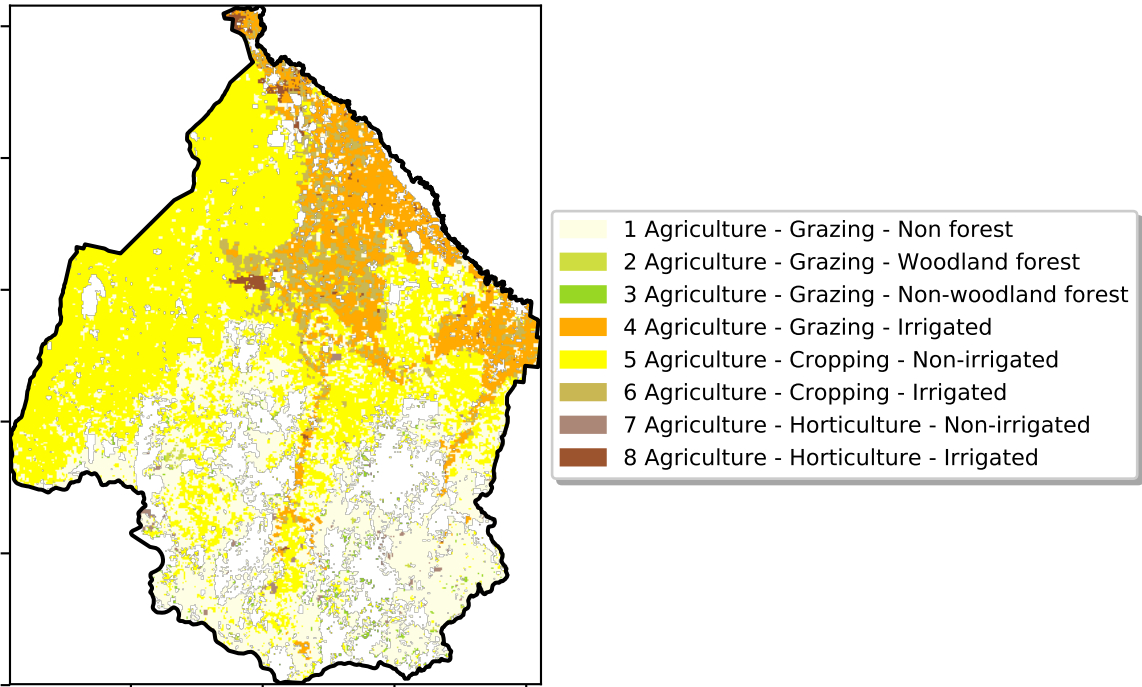 1 Agriculture - Grazing - Non forest
2 Agriculture - Grazing - Woodland forest
3 Agriculture - Grazing - Non-woodland forest
4 Agriculture - Grazing - Irrigated
5 Agriculture - Cropping - Non-irrigated
6 Agriculture - Cropping - Irrigated
7 Agriculture - Horticulture - Non-irrigated
8 Agriculture - Horticulture - Irrigated